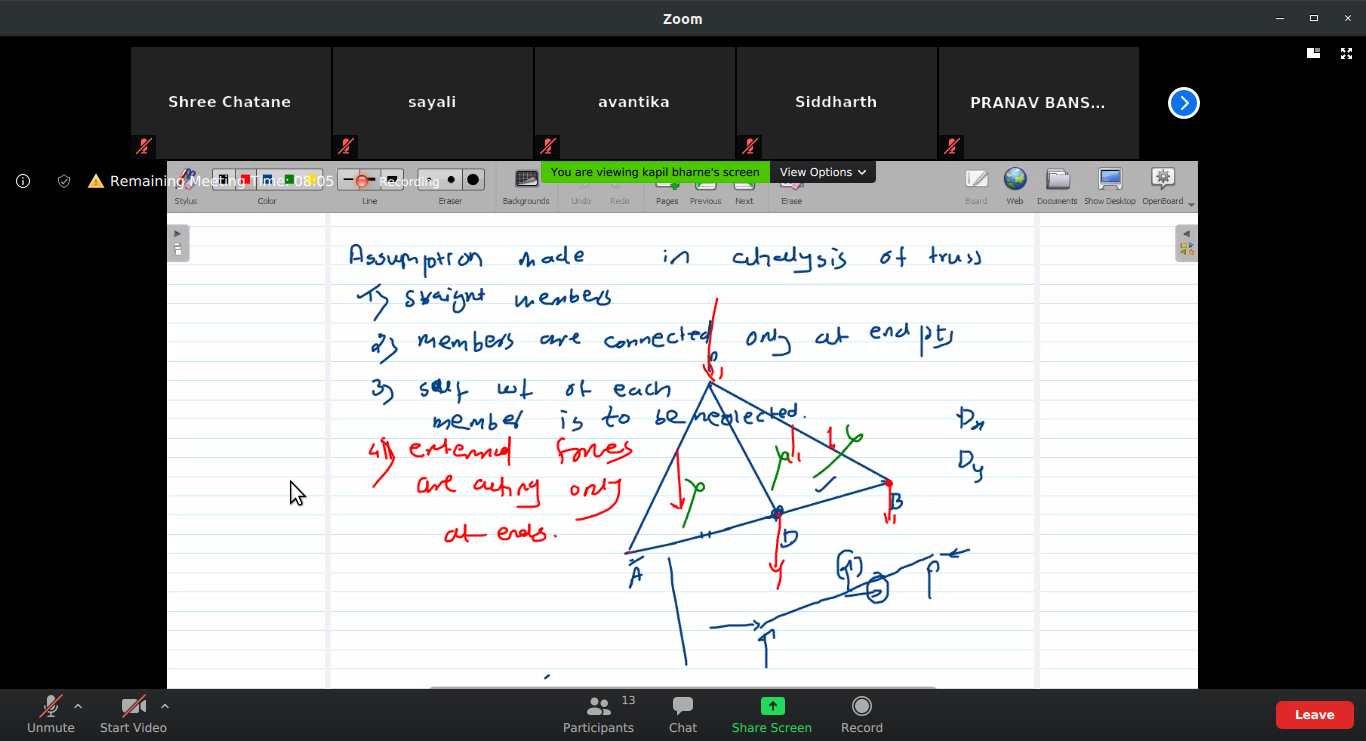 Zoom
Shree Chatane
sayali
avantika
Siddharth
PRANAV BANS...
Remaining Meeting Time: 08:05
Recording
You are viewing kapil bharne's screen
View Options
Stylus
Color
Line
Eraser
Backgrounds
Undo
Redo
Pages
Previous
Next
Erase
Board
Web
Documents
Show Desktop
OpenBoard
Assumption made in analysis of truss
1) straight members
2) members are connected only at end pts
3) self wt of each
member is to be neglected.
4) external forces
are acting only
at ends.
Dx
Dy
B
D
A
Unmute
Start Video
Participants
13
Chat
Share Screen
Record
Leave